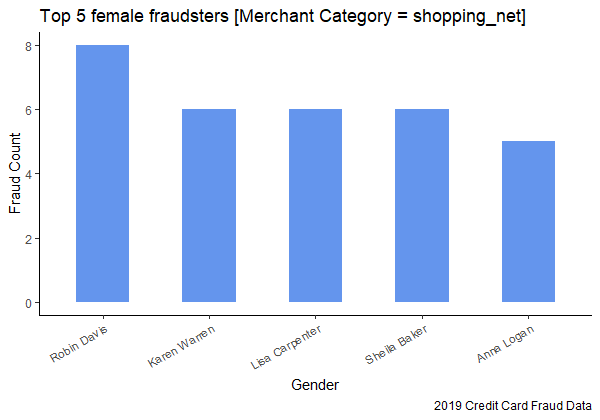 Top 5 female fraudsters [Merchant Category = shopping_net]
Fraud Count
8
6
4
2
0
Robin Davis
Karen Warren
Lisa Carpenter
Sheila Baker
Anna Logan
Gender
2019 Credit Card Fraud Data